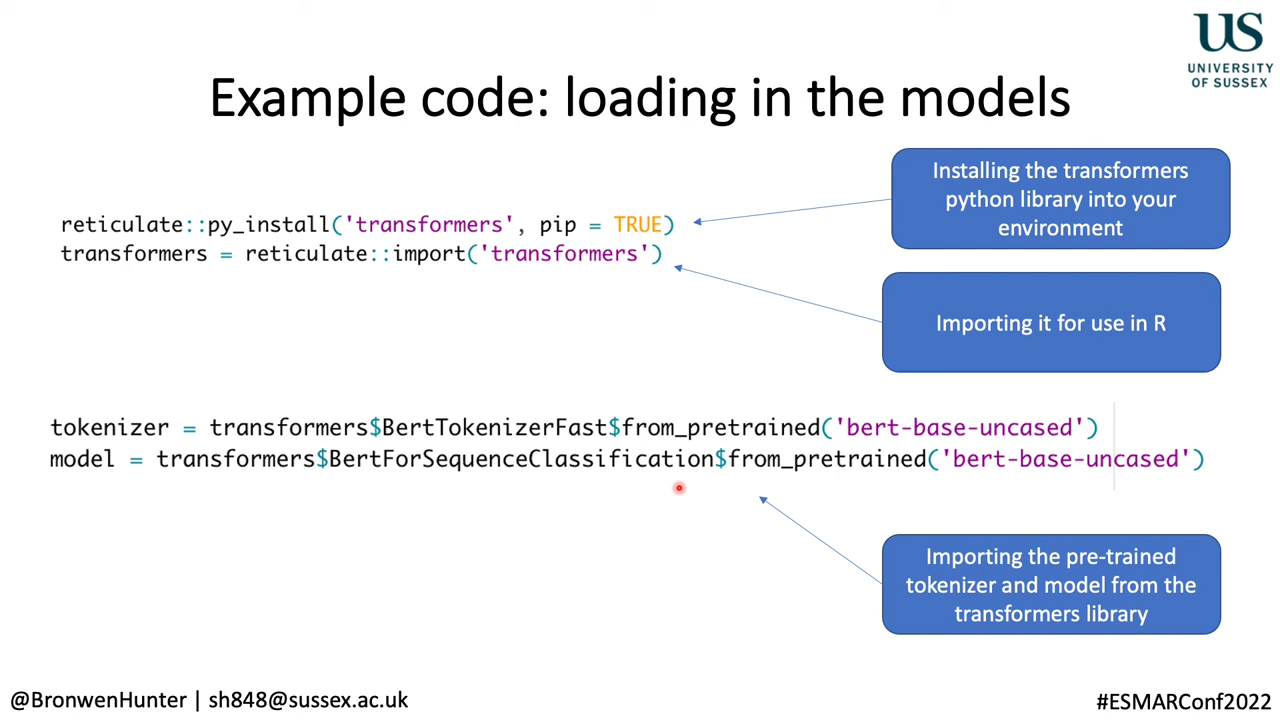 US
UNIVERSITY
OF SUSSEX
Example code: loading in the models
Installing the transformers
python library into your
environment
reticulate::py_install('transformers', pip = TRUE)
transformers = reticulate::import('transformers')
Importing it for use in R
tokenizer = transformers$BertTokenizerFast$from_pretrained('bert-base-uncased')
model = transformers$BertForSequenceClassification$from_pretrained('bert-base-uncased')
Importing the pre-trained
tokenizer and model from the
transformers library
@BronwenHunter | sh848@sussex.ac.uk
#ESMARConf2022